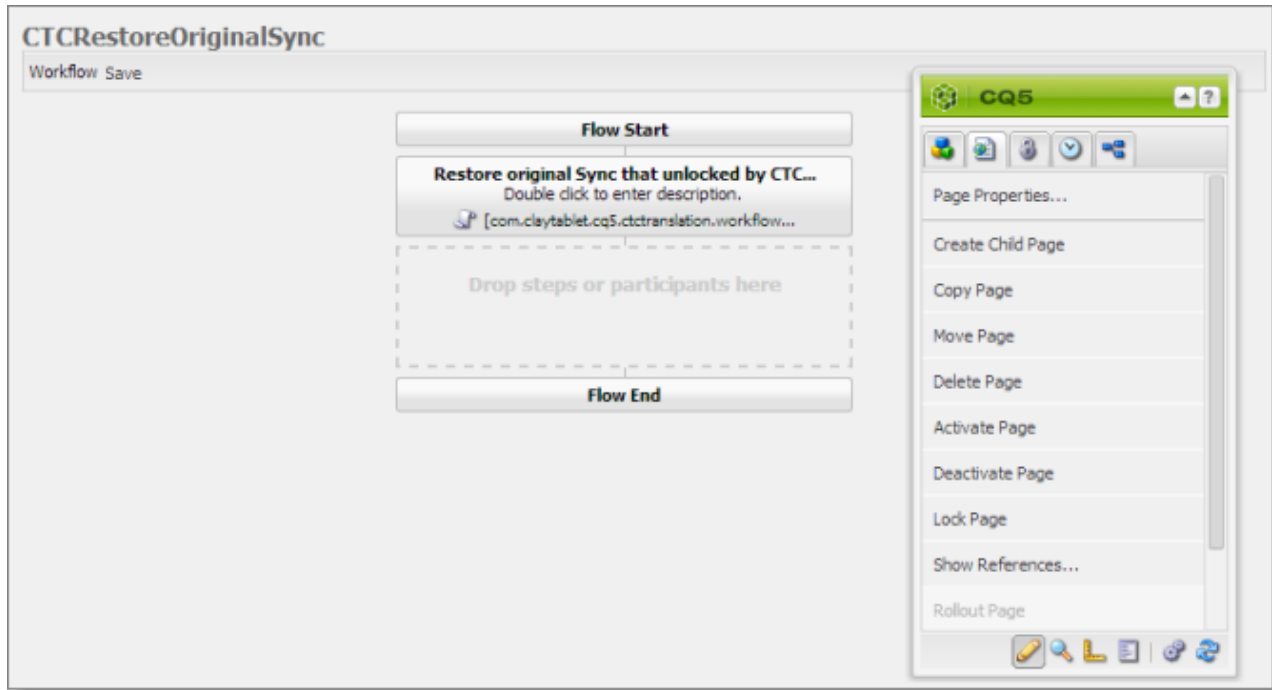 CTCRestoreOriginalSync
Workflow Save
Flow Start
Restore original Sync that unlocked by CTC...
Double click to enter description.
[com.claytablet.cq5.ctctranslation.workflow...
Drop steps or participants here
Flow End
CQ5
?
Page Properties...
Create Child Page
Copy Page
Move Page
Delete Page
Activate Page
Deactivate Page
Lock Page
Show References...
Rollout Page